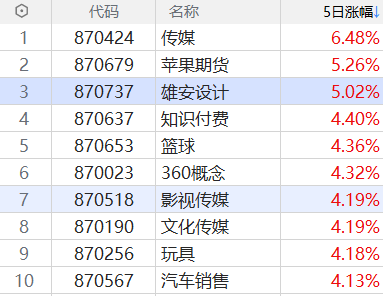 代码 名称 5日涨幅↓
1 870424 传媒 6.48%
2 870679 苹果期货 5.26%
3 870737 雄安设计 5.02%
4 870637 知识付费 4.40%
5 870653 篮球 4.36%
6 870023 360概念 4.32%
7 870518 影视传媒 4.19%
8 870190 文化传媒 4.19%
9 870256 玩具 4.18%
10 870567 汽车销售 4.13%